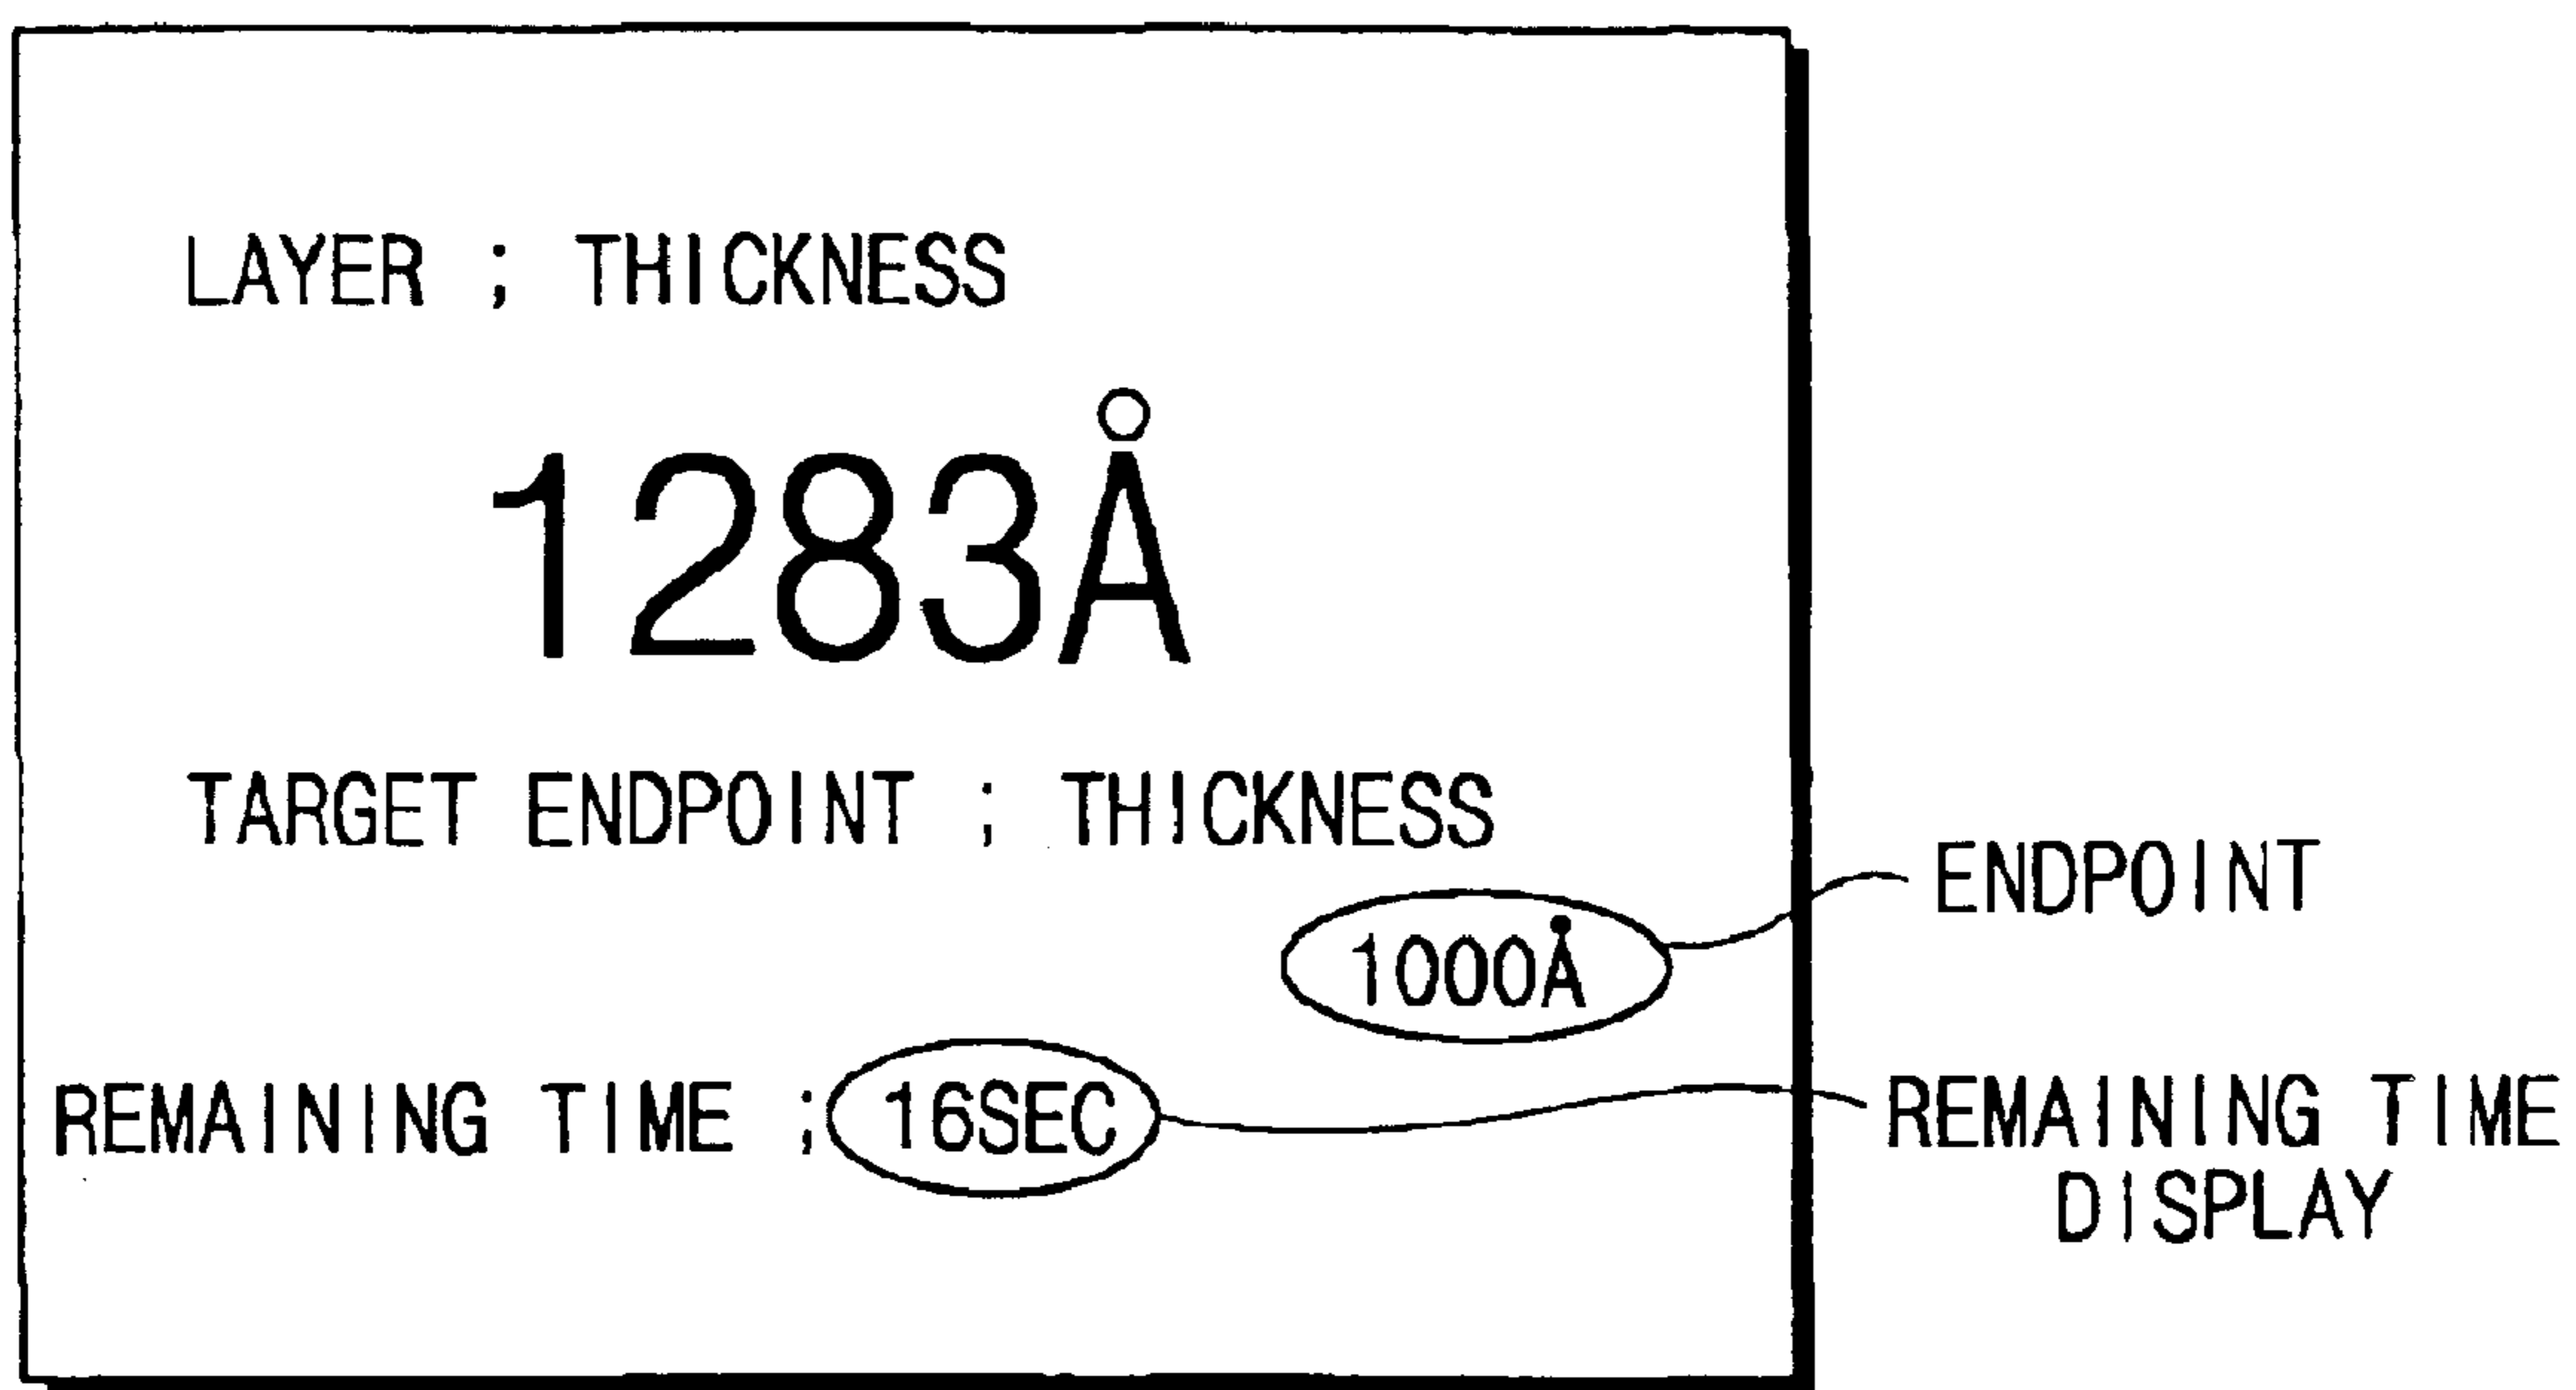 LAYER ; THICKNESS
1283Å
TARGET ENDPOINT ; THICKNESS
ENDPOINT
1000Å
REMAINING TIME ; 16SEC
REMAINING TIME
DISPLAY